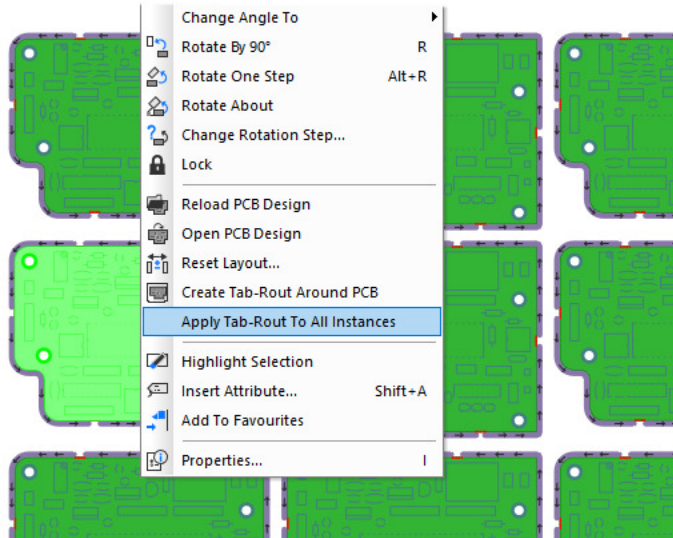 Change Angle To
Rotate By 90° R
Rotate One Step Alt+R
Rotate About
Change Rotation Step...
Lock
Reload PCB Design
Open PCB Design
Reset Layout...
Create Tab-Rout Around PCB
Apply Tab-Rout To All Instances
Highlight Selection
Insert Attribute... Shift+A
Add To Favourites
Properties... I